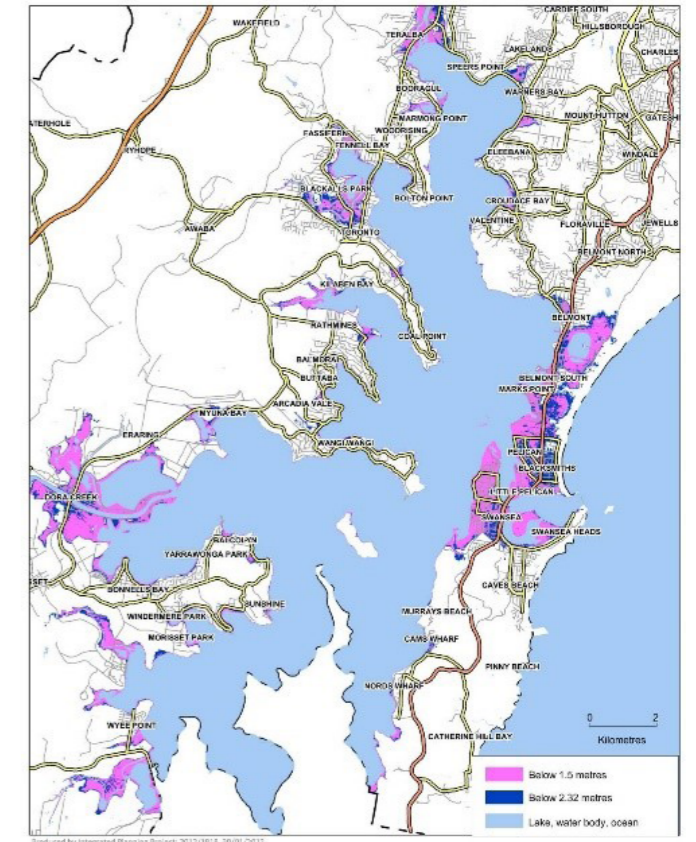 WAKEFIELD
CARDIFF SOUTH
HILLSBOROUGH
TERALBA
LAKELANDS
CHARLES
SPEERS POINT
BOORAGUL
WARNERS BAY
MARMONG POINT
MOUNT HUTTON
GATESH
ATERHOLE
WOODRISING
FASSIFERN
FENNELL BAY
RYHOPE
ELEEBANA
WINDALE
BLACKALLS PARK
BOLTON POINT
CROUDACE BAY
VALENTINE
FLORAVILLE
JEWELLS
AWABA
TORONTO
BELMONT NORTH
KILABEN BAY
BELMONT
RATHMINES
COAL POINT
BALMORAL
BUTTABA
BELMONT SOUTH
MARKS POINT
ARCADIA VALE
MYUNA BAY
ERARING
WANGI WANGI
PELICAN
BLACKSMITHS
DORA CREEK
LITTLE PELICAN
SWANSEA
SWANSEA HEADS
BALCOLYN
YARRAWONGA PARK
SSET
BONNELLS BAY
CAVES BEACH
SUNSHINE
WINDERMERE PARK
MURRAYS BEACH
MORISSET PARK
CAMS WHARF
PINNY BEACH
NORDS WHARF
WYEE POINT
CATHERINE HILL BAY
0 2
Kilometres
Below 1.5 metres
Below 2.32 metres
Lake, water body, ocean